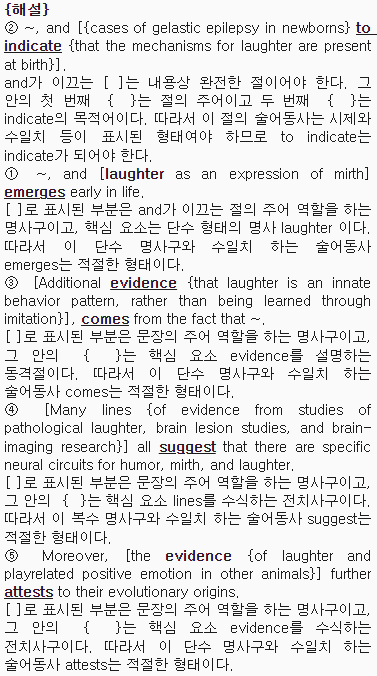 {해설}
② ~, and [{cases of gelastic epilepsy in newborns} to
indicate {that the mechanisms for laughter are present
at birth}].
and가 이끄는 [ ]는 내용상 완전한 절이어야 한다. 그
안의 첫 번째 { }는 절의 주어이고 두 번째 { }는
indicate의 목적어이다. 따라서 이 절의 술어동사는 시제와
수일치 등이 표시된 형태여야 하므로 to indicate는
indicate가 되어야 한다.
① ~, and [laughter as an expression of mirth]
emerges early in life.
[ ]로 표시된 부분은 and가 이끄는 절의 주어 역할을 하는
명사구이고, 핵심 요소는 단수 형태의 명사 laughter 이다.
따라서 이 단수 명사구와 수일치 하는 술어동사
emerges는 적절한 형태이다.
③ [Additional evidence {that laughter is an innate
behavior pattern, rather than being learned through
imitation}], comes from the fact that ~.
[ ]로 표시된 부분은 문장의 주어 역할을 하는 명사구이고,
그 안의 { }는 핵심 요소 evidence를 설명하는
동격절이다. 따라서 이 단수 명사구와 수일치 하는
술어동사 comes는 적절한 형태이다.
④ [Many lines {of evidence from studies of
pathological laughter, brain lesion studies, and brain-
imaging research}] all suggest that there are specific
neural circuits for humor, mirth, and laughter.
[ ]로 표시된 부분은 문장의 주어 역할을 하는 명사구이고,
그 안의 { }는 핵심 요소 lines를 수식하는 전치사구이다.
따라서 이 복수 명사구와 수일치 하는 술어동사 suggest는
적절한 형태이다.
⑤ Moreover, [the evidence {of laughter and
playrelated positive emotion in other animals}] further
attests to their evolutionary origins.
[ ]로 표시된 부분은 문장의 주어 역할을 하는 명사구이고,
그 안의 { }는 핵심 요소 evidence를 수식하는
전치사구이다. 따라서 이 단수 명사구와 수일치 하는
술어동사 attests는 적절한 형태이다.